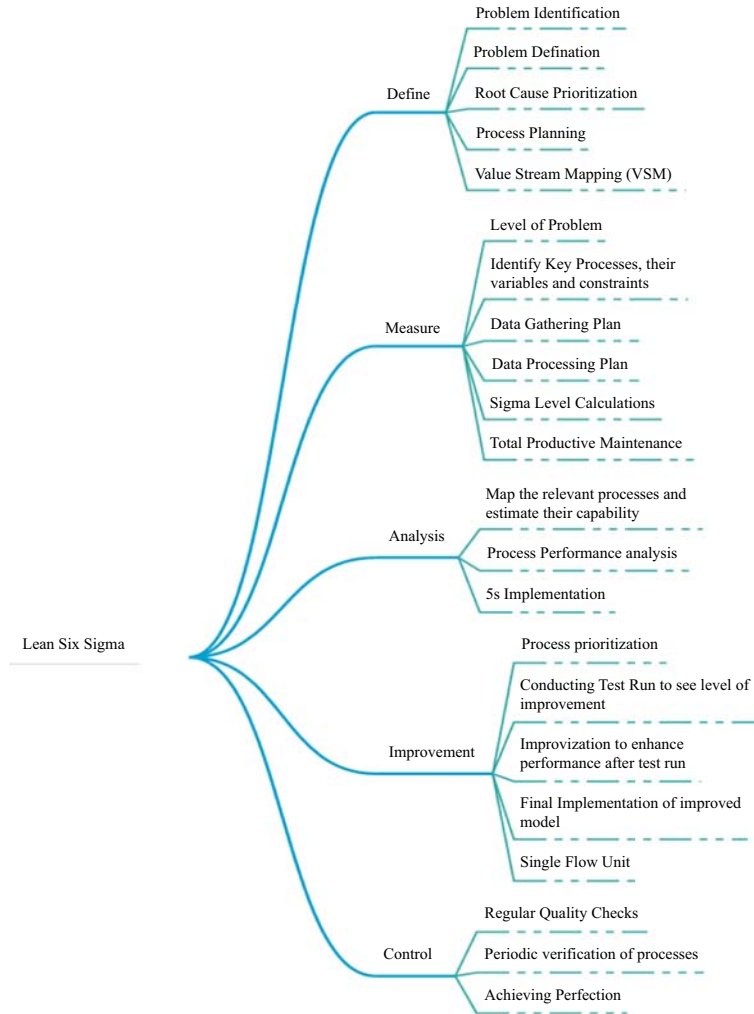 Lean Six Sigma
Define
Problem Identification
Problem Defination
Root Cause Prioritization
Process Planning
Value Stream Mapping (VSM)
Measure
Level of Problem
Identify Key Processes, their
variables and constraints
Data Gathering Plan
Data Processing Plan
Sigma Level Calculations
Total Productive Maintenance
Analysis
Map the relevant processes and
estimate their capability
Process Performance analysis
5s Implementation
Improvement
Process prioritization
Conducting Test Run to see level of
improvement
Improvization to enhance
performance after test run
Final Implementation of improved
model
Single Flow Unit
Control
Regular Quality Checks
Periodic verification of processes
Achieving Perfection